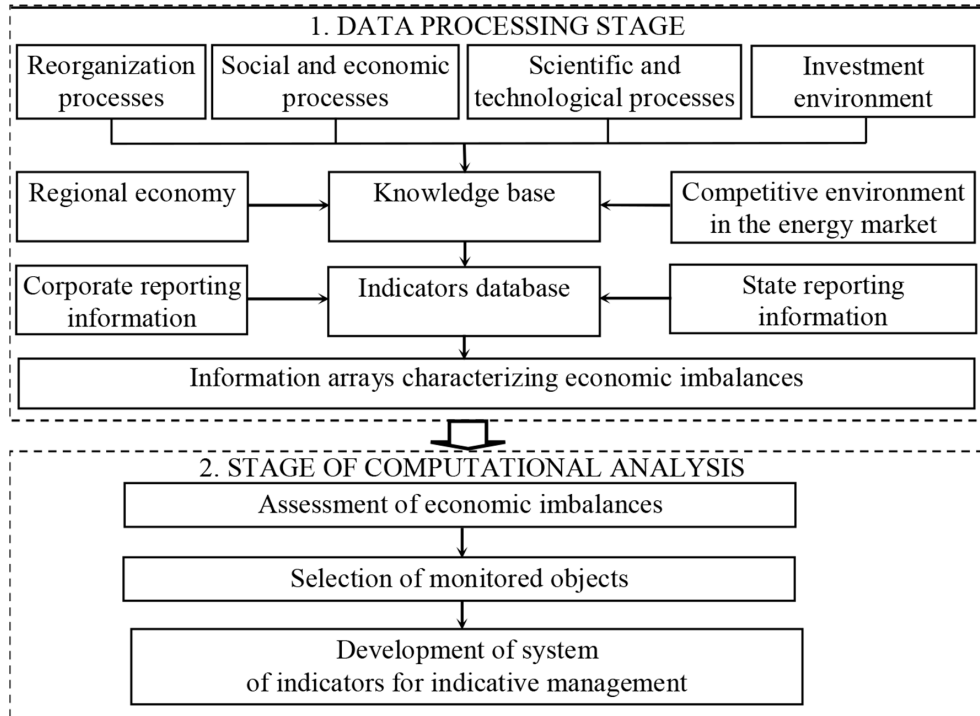 1. DATA PROCESSING STAGE
Reorganization
processes
Social and economic
processes
Scientific and
technological processes
Investment
environment
Regional economy
Knowledge base
Competitive environment
in the energy market
Corporate reporting
information
Indicators database
State reporting
information
Information arrays characterizing economic imbalances
2. STAGE OF COMPUTATIONAL ANALYSIS
Assessment of economic imbalances
Selection of monitored objects
Development of system
of indicators for indicative management